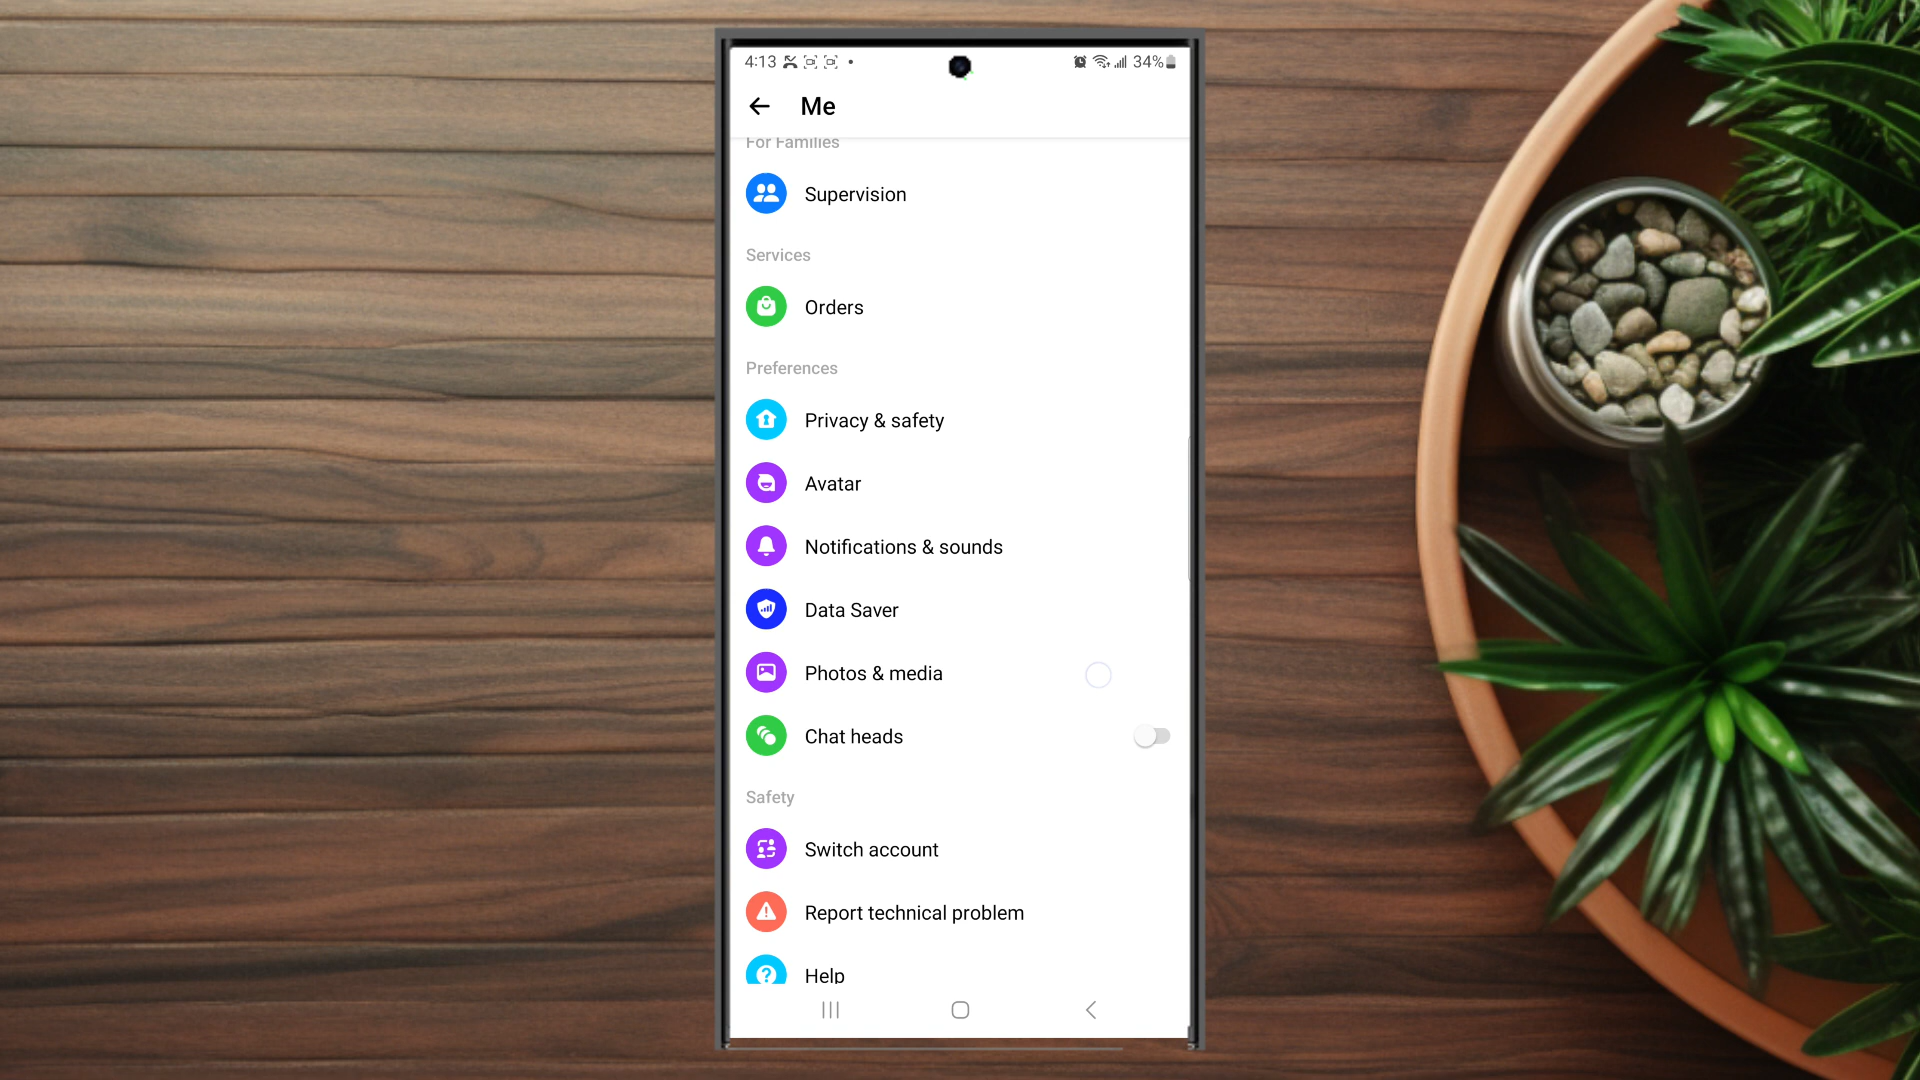 4:13
34%
Me
For Families
Supervision
Services
Orders
Preferences
Privacy & safety
Avatar
Notifications & sounds
Data Saver
Photos & media
Chat heads
Safety
Switch account
Report technical problem
Help